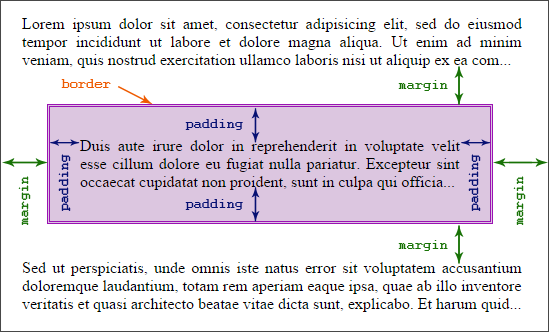 Lorem ipsum dolor sit amet, consectetur adipisicing elit, sed do eiusmod
tempor incididunt ut labore et dolore magna aliqua. Ut enim ad minim
veniam, quis nostrud exercitation ullamco laboris nisi ut aliquip ex ea com...
border
margin
padding
Duis aute irure dolor in reprehenderit in voluptate velit
esse cillum dolore eu fugiat nulla pariatur. Excepteur sint
occaecat cupidatat non proident, sunt in culpa qui officia...
margin
padding
padding
margin
padding
margin
Sed ut perspiciatis, unde omnis iste natus error sit voluptatem accusantium
doloremque laudantium, totam rem aperiam eaque ipsa, quae ab illo inventore
veritatis et quasi architecto beatae vitae dicta sunt, explicabo. Et harum quid...